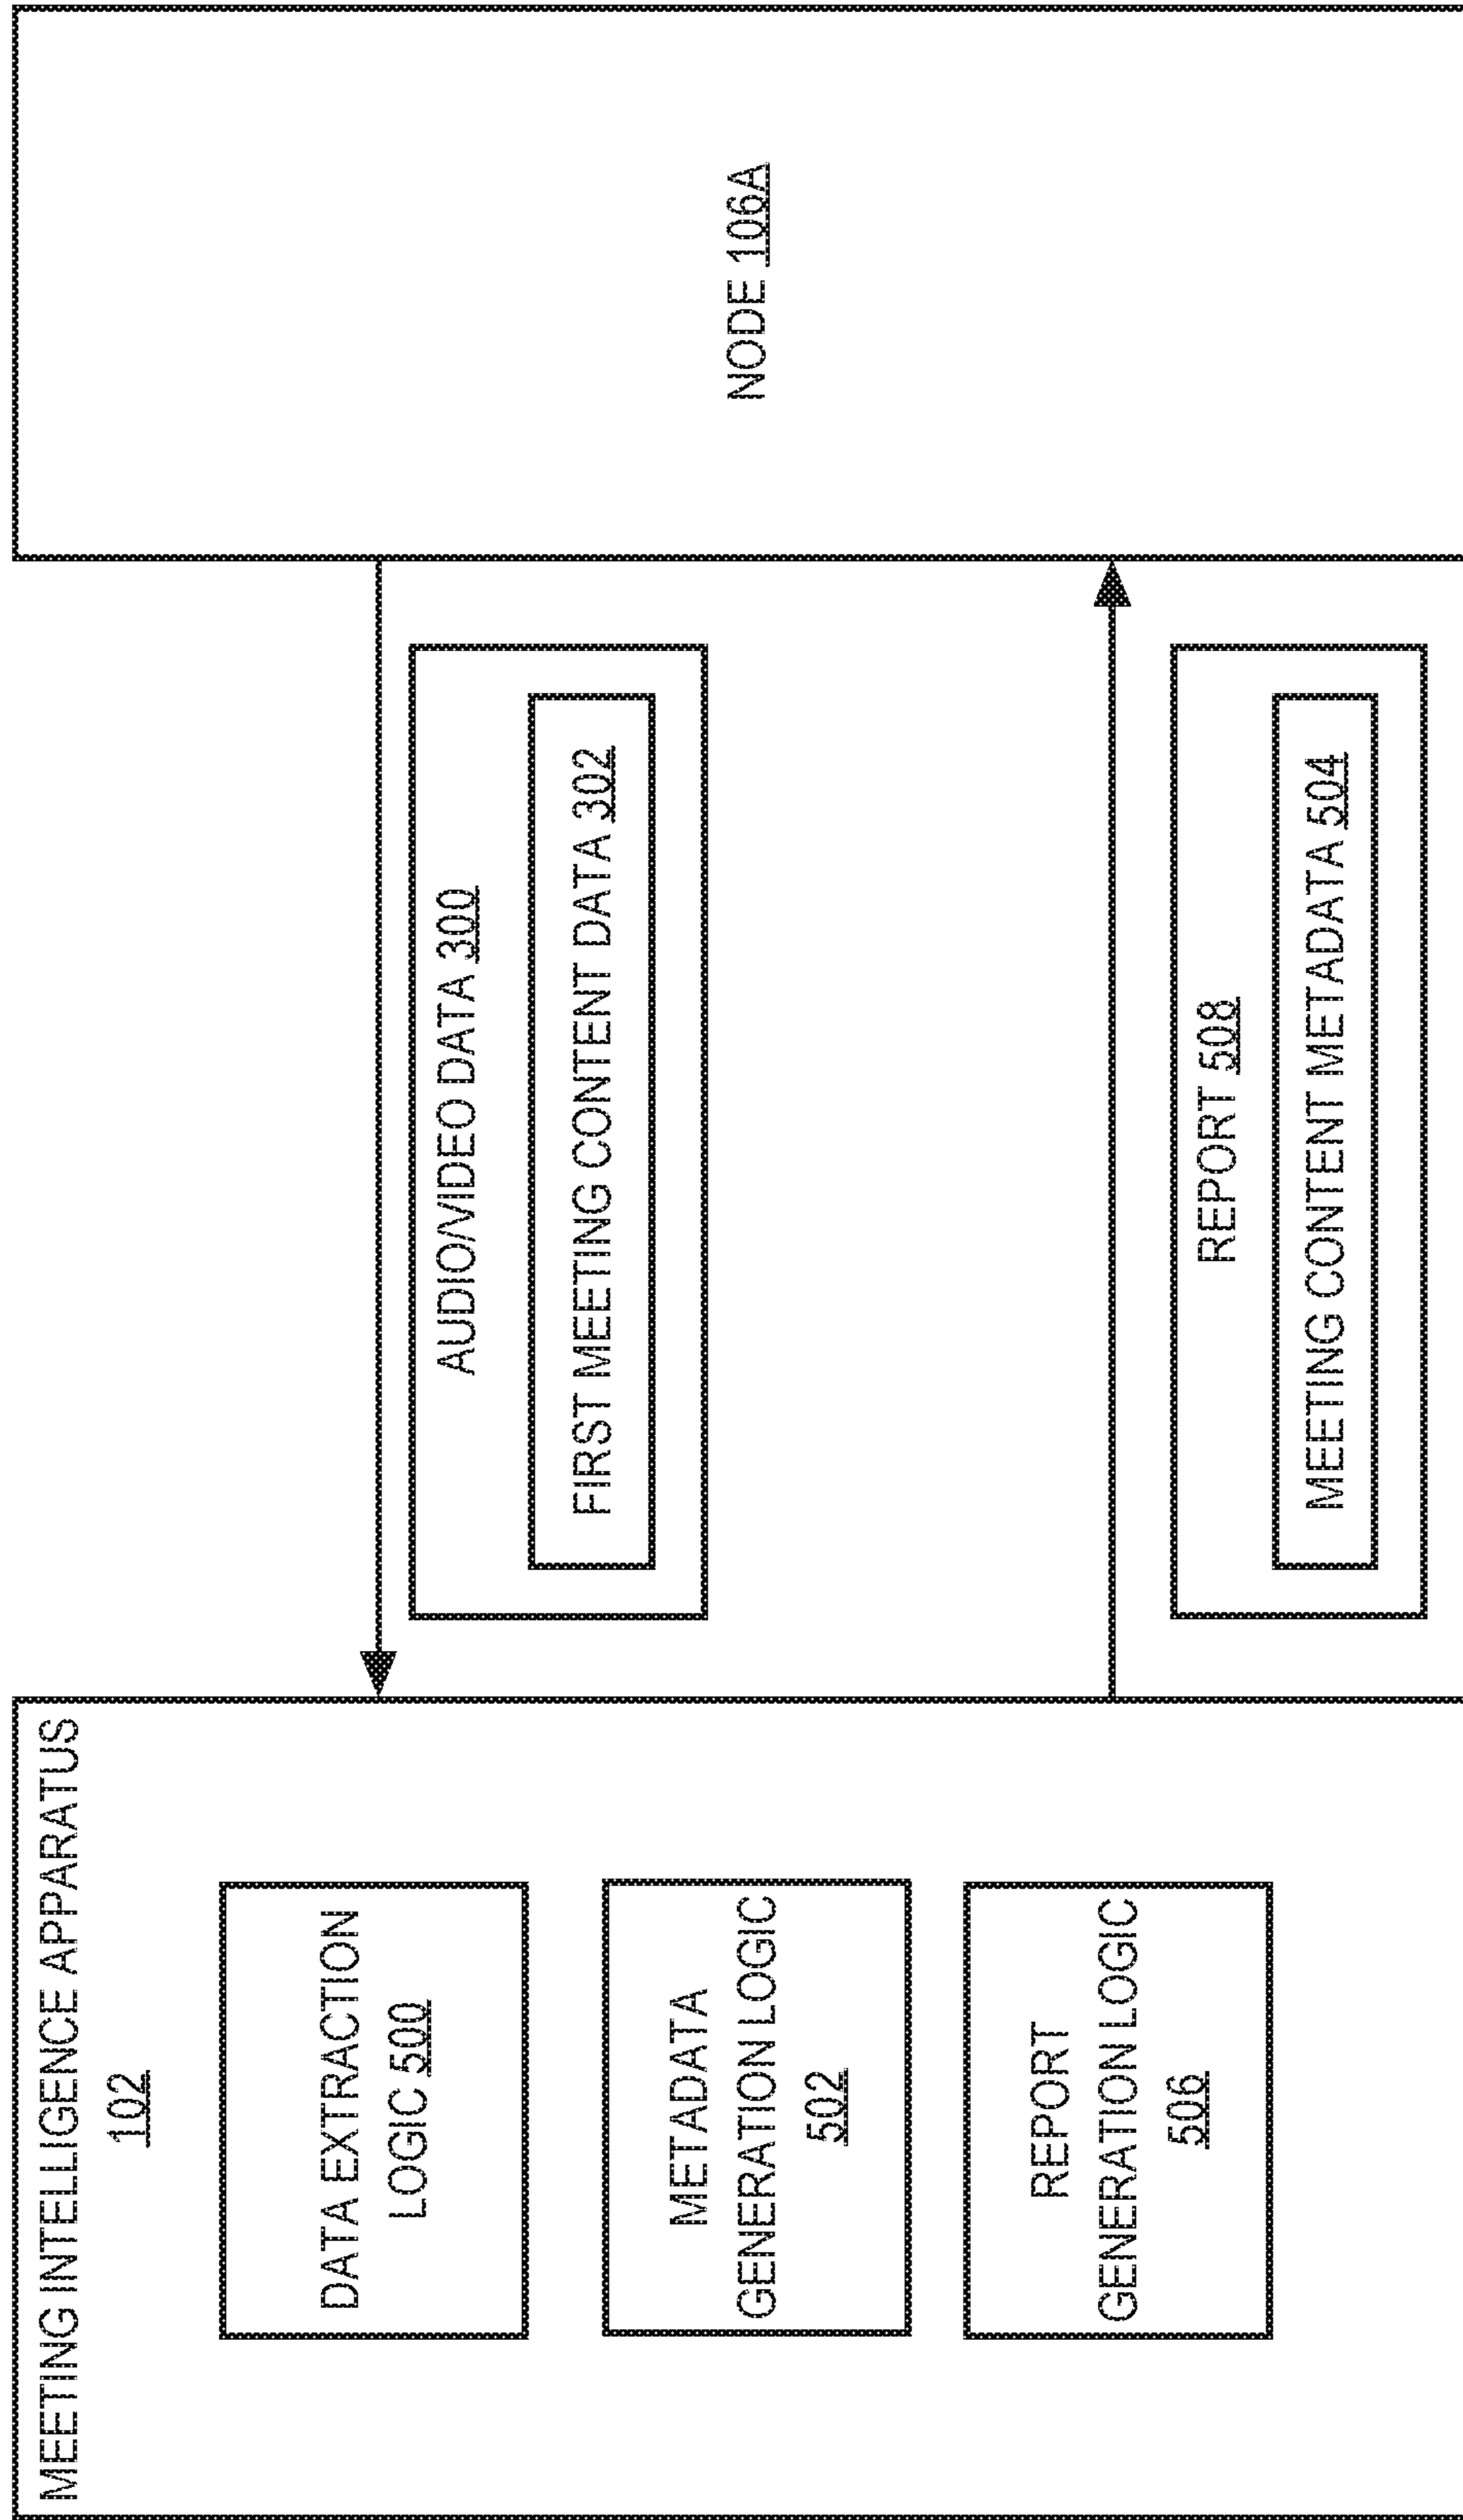 MEETING INTELLIGENCE APPARATUS
102
DATA EXTRACTION
LOGIC 500
METADATA
GENERATION LOGIC
502
REPORT
GENERATION LOGIC
506
AUDIO/VIDEO DATA 300
FIRST MEETING CONTENT DATA 302
REPORT 508
MEETING CONTENT METADATA 504
NODE 106A